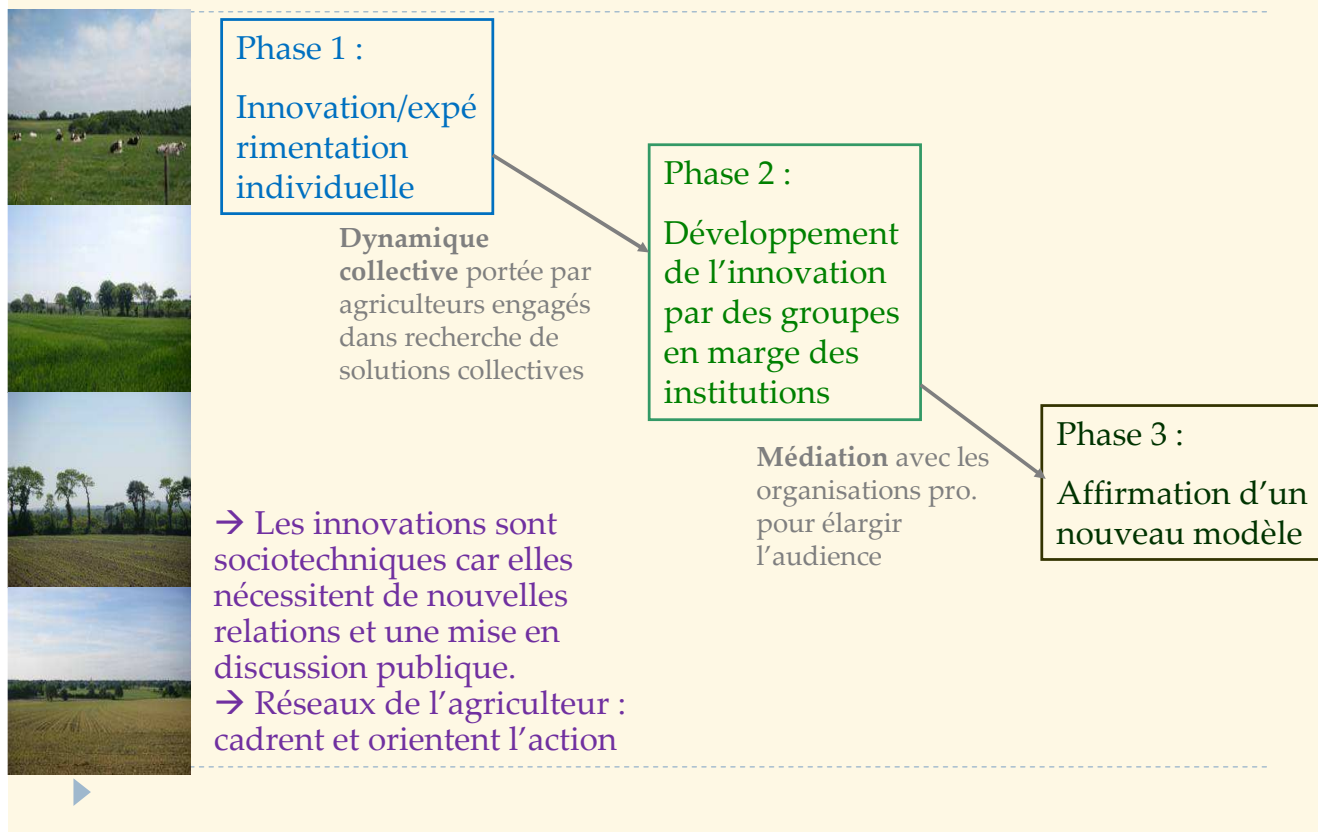 Phase 1 :
Innovation/expé
rimentation
individuelle
Dynamique
collective portée par
agriculteurs engagés
dans recherche de
solutions collectives
Phase 2 :
Développement
de l’innovation
par des groupes
en marge des
institutions
Médiation avec les
organisations pro.
pour élargir
l’audience
Phase 3 :
Affirmation d’un
nouveau modèle
→ Les innovations sont
sociotechniques car elles
nécessitent de nouvelles
relations et une mise en
discussion publique.
→ Réseaux de l’agriculteur :
cadrent et orientent l’action